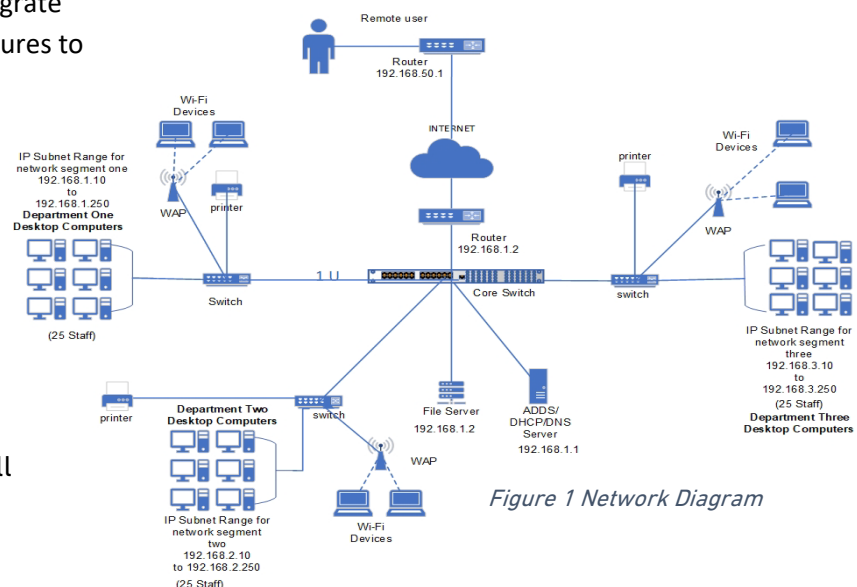 grate
ures to
Remote user
Router
192.168.50.1
INTERNET
Router
192.168.1.2
Wi-Fi
Devices
IP Subnet Range for
network segment one
192.168.1.10
to
192.168.1.250
Department One
Desktop Computers
WAP
printer
(25 Staff)
Switch
1 U
Core Switch
printer
Wi-Fi
Devices
WAP
switch
IP Subnet Range for
network segment
three
192.168.3.10
to
192.168.3.250
(25 Staff)
Department Three
Desktop Computers
printer
Department Two
Desktop Computers
switch
File Server
192.168.1.2
ADDS/
DHCP/DNS
Server
192.168.1.1
WAP
ll
IP Subnet Range for
network segment
two
192.168.2.10
to 192.168.2.250
(25 Staff)
Wi-Fi
Devices
Figure 1 Network Diagram